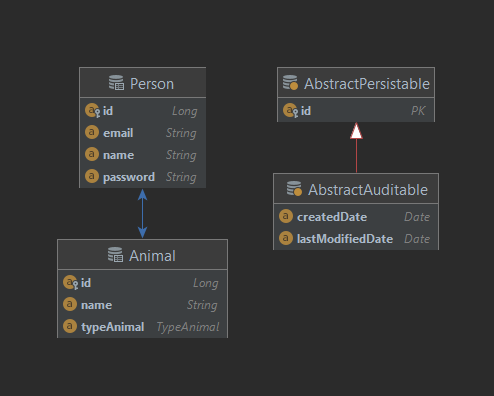 Person
id Long
email String
name String
password String
AbstractPersistable
id PK
AbstractAuditable
createdDate Date
lastModifiedDate Date
Animal
id Long
name String
typeAnimal TypeAnimal